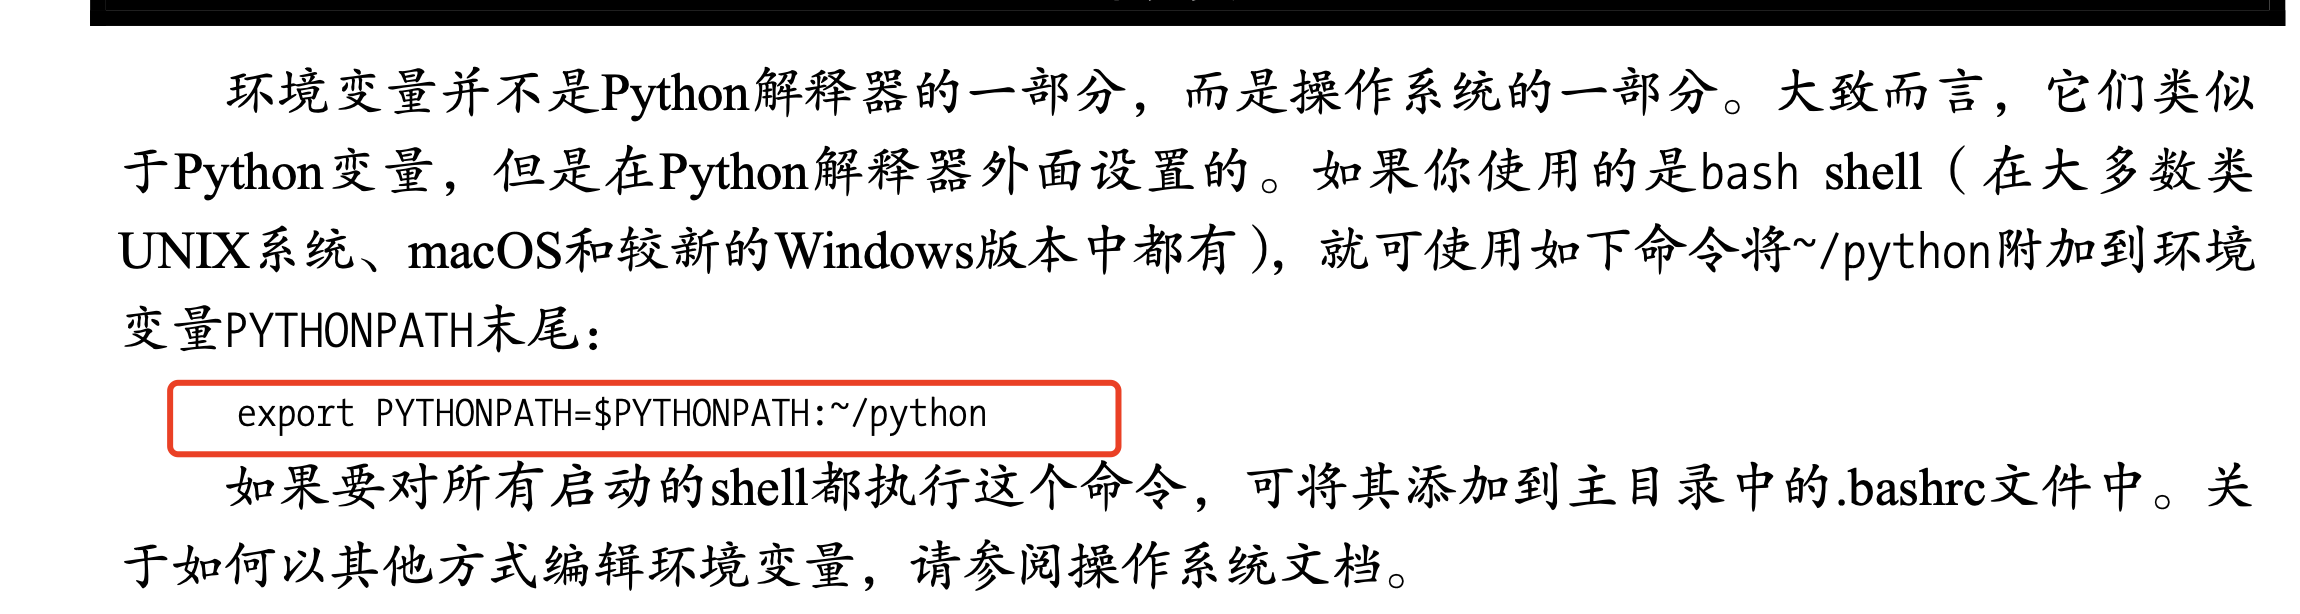 环境变量并不是Python解释器的一部分，而是操作系统的一部分。大致而言，它们类似
于Python变量，但是在Python解释器外面设置的。如果你使用的是bash shell（在大多数类
UNIX系统、macOS和较新的Windows版本中都有），就可使用如下命令将~/python附加到环境
变量PYTHONPATH末尾：
export PYTHONPATH=$PYTHONPATH:~/python
如果要对所有启动的shell都执行这个命令，可将其添加到主目录中的.bashrc文件中。关
于如何以其他方式编辑环境变量，请参阅操作系统文档。